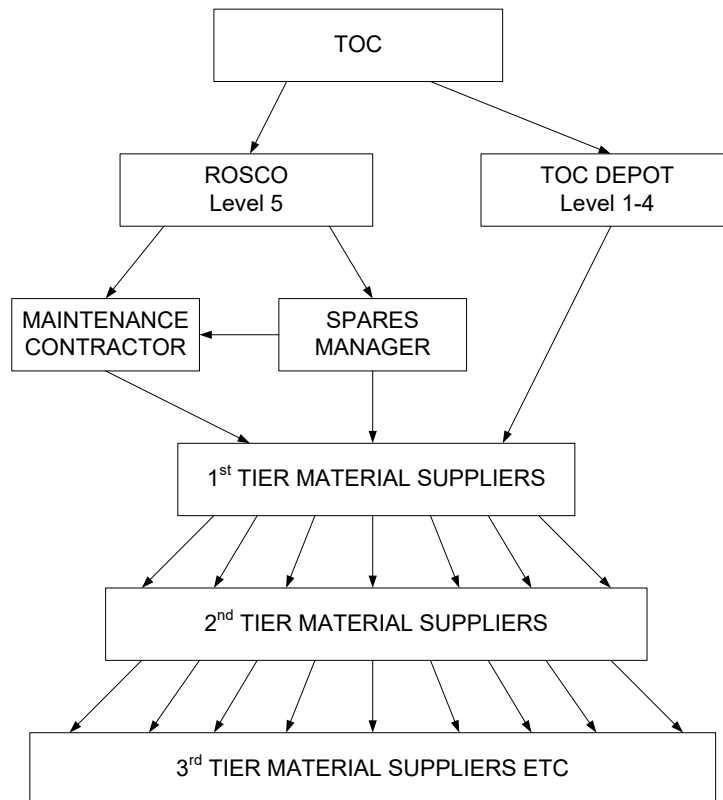 TOC
ROSCO
Level 5
TOC DEPOT
Level 1-4
MAINTENANCE
CONTRACTOR
SPARES
MANAGER
1st TIER MATERIAL SUPPLIERS
2nd TIER MATERIAL SUPPLIERS
3rd TIER MATERIAL SUPPLIERS ETC